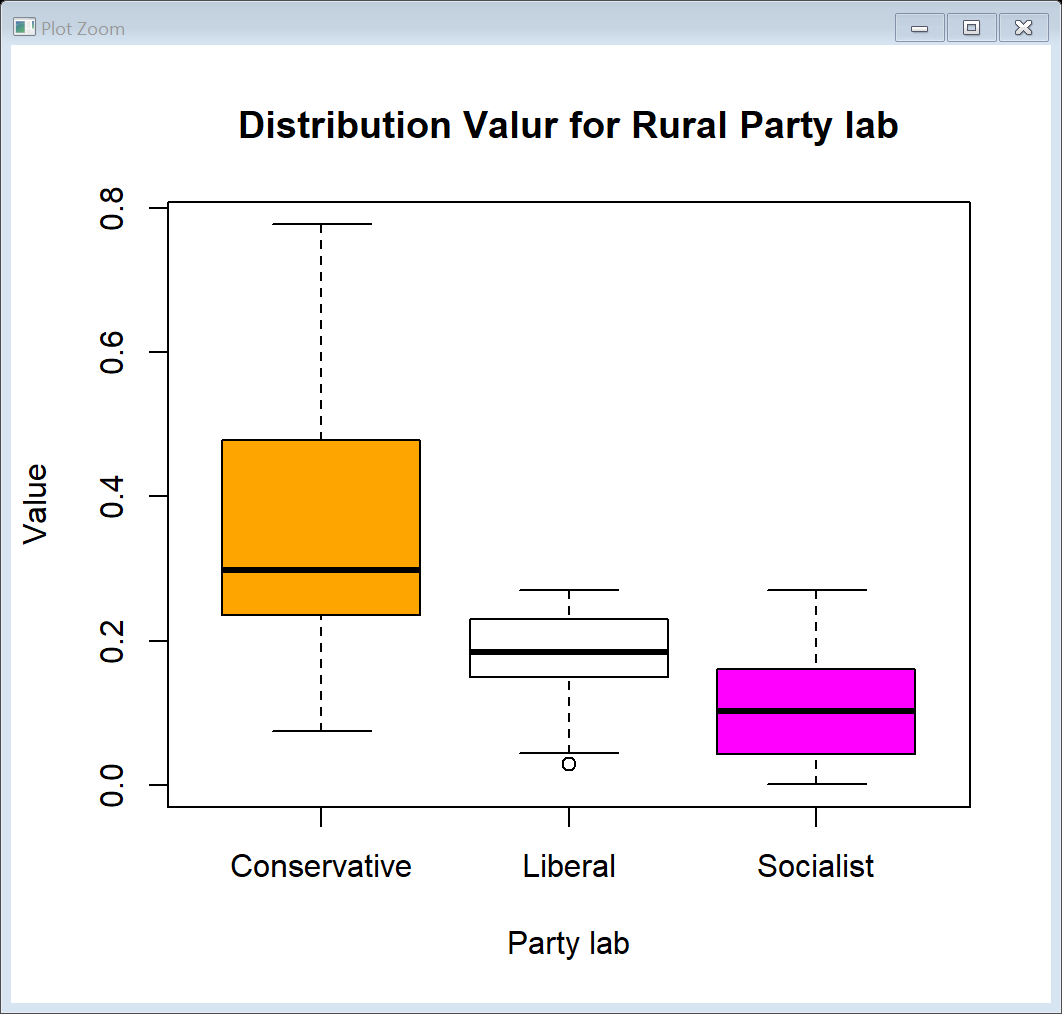 Plot Zoom
Distribution Valur for Rural Party lab
0.8
0.6
0.4
0.2
0.0
Value
Conservative Liberal Socialist
Party lab